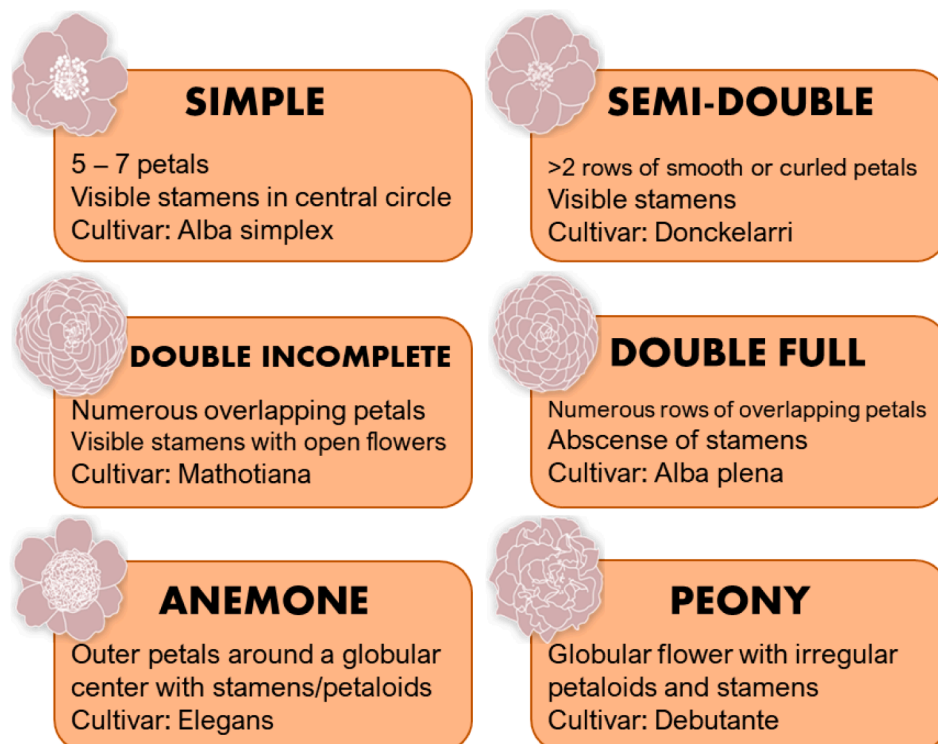 SIMPLE
5 – 7 petals
Visible stamens in central circle
Cultivar: Alba simplex
SEMI-DOUBLE
>2 rows of smooth or curled petals
Visible stamens
Cultivar: Donckelarri
DOUBLE INCOMPLETE
Numerous overlapping petals
Visible stamens with open flowers
Cultivar: Mathotiana
DOUBLE FULL
Numerous rows of overlapping petals
Abscense of stamens
Cultivar: Alba plena
ANEMONE
Outer petals around a globular
center with stamens/petaloids
Cultivar: Elegans
PEONY
Globular flower with irregular
petaloids and stamens
Cultivar: Debutante